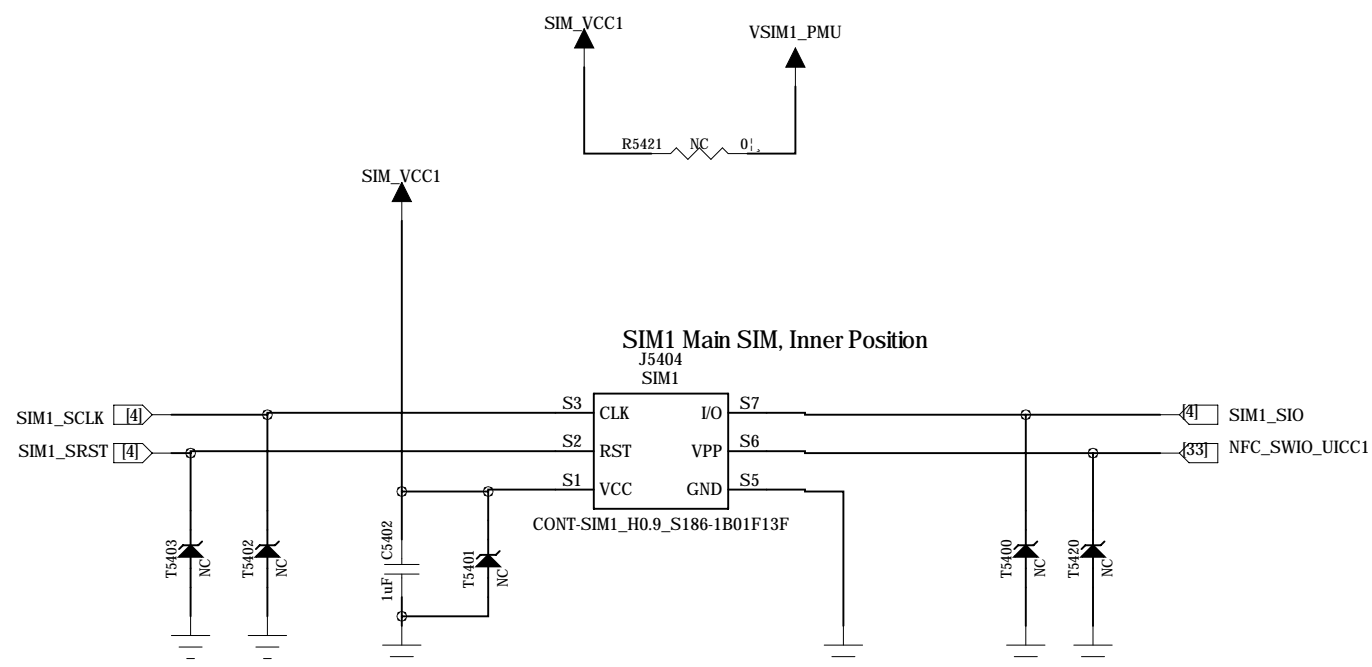 SIM_VCC1
VSIM1_PMU
R5421 NC 0¦¸
SIM_VCC1
SIM1 Main SIM, Inner Position
J5404
SIM1
SIM1_SCLK [4]
S3 CLK
I/O S7
[4] SIM1_SIO
SIM1_SRST [4]
S2 RST
VPP S6
[33] NFC_SWIO_UICC1
S1 VCC
GND S5
CONT-SIM1_H0.9_S186-1B01F13F
T5403
NC
T5402
NC
C5402
1uF
T5401
NC
T5400
NC
T5420
NC